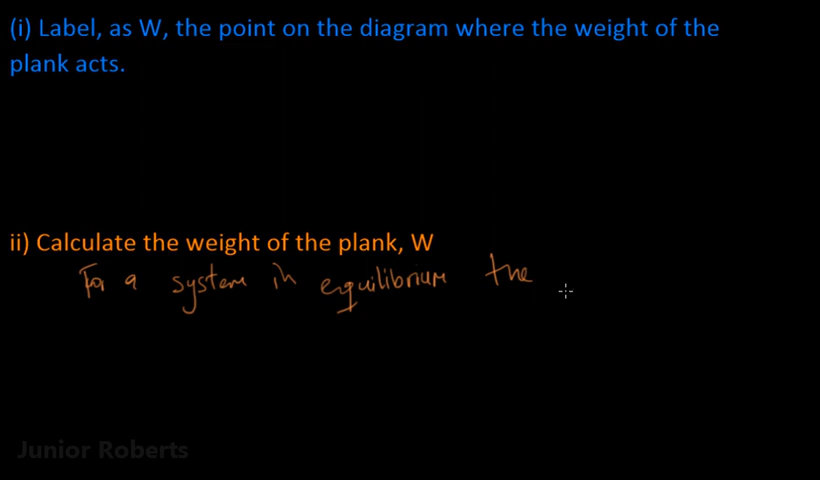 (i) Label, as W, the point on the diagram where the weight of the
plank acts.
ii) Calculate the weight of the plank, W
For a system in equilibrium the
Junior Roberts